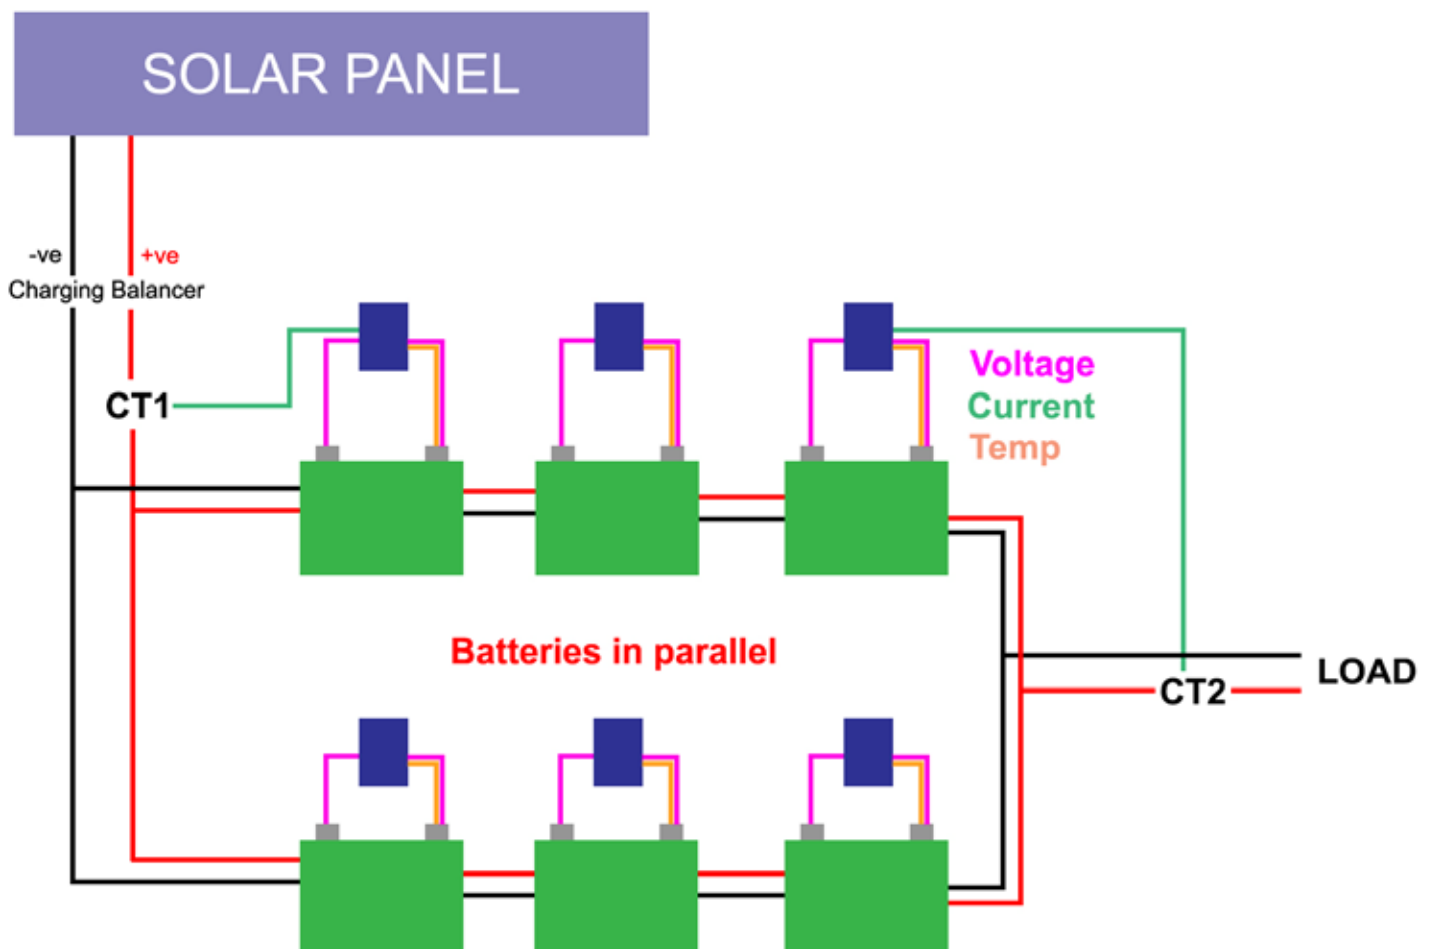 SOLAR PANEL
-ve
+ve
Charging Balancer
CT1
Voltage
Current
Temp
Batteries in parallel
LOAD
CT2